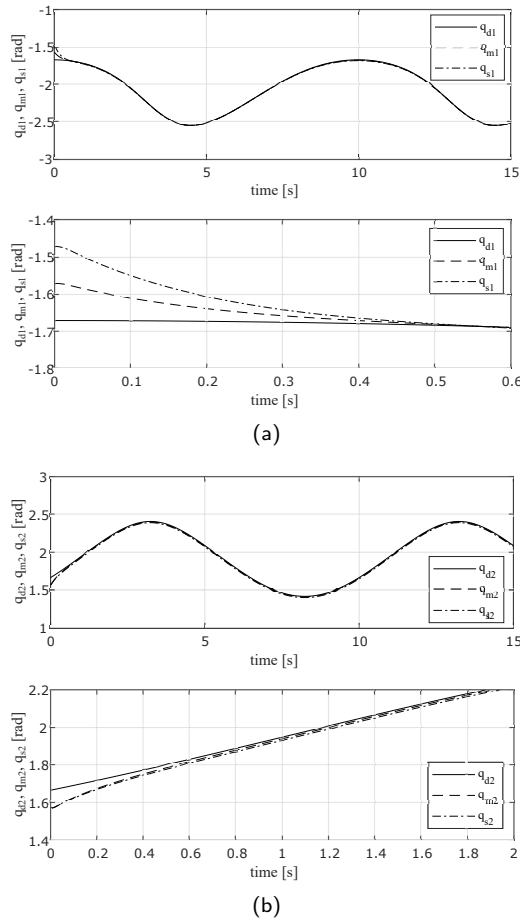 -1
-1.5
-2
-2.5
-3
q_d1, q_m1, q_s1 [rad]
q_d1
q_m1
q_s1
0
5
10
15
time [s]
-1.4
-1.5
-1.6
-1.7
-1.8
q_d1, q_m1, q_s1 [rad]
q_d1
q_m1
q_s1
0
0.1
0.2
0.3
0.4
0.5
0.6
time [s]
(a)
3
2.5
2
1.5
1
q_d2, q_m2, q_s2 [rad]
q_d2
q_m2
q_s2
0
5
10
15
time [s]
2.2
2
1.8
1.6
1.4
q_d2, q_m2, q_s2 [rad]
q_d2
q_m2
q_s2
0
0.2
0.4
0.6
0.8
1
1.2
1.4
1.6
1.8
2
time [s]
(b)